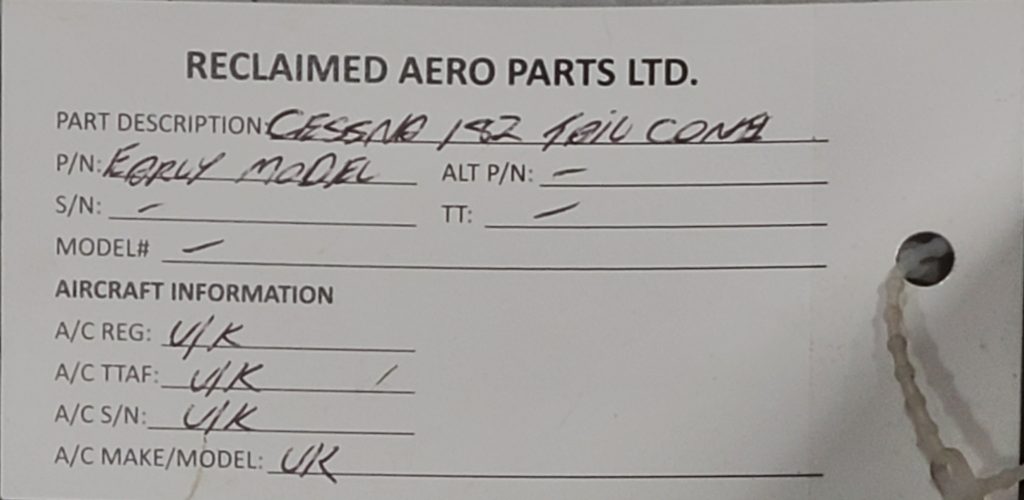 RECLAIMED AERO PARTS LTD.
PART DESCRIPTION: CESSNA 182 TAIL CONE
P/N: EARLY MODEL ALT P/N: –
S/N: – TT: –
MODEL# –
AIRCRAFT INFORMATION
A/C REG: U/K
A/C TTAF: U/K /
A/C S/N: U/K
A/C MAKE/MODEL: U/K